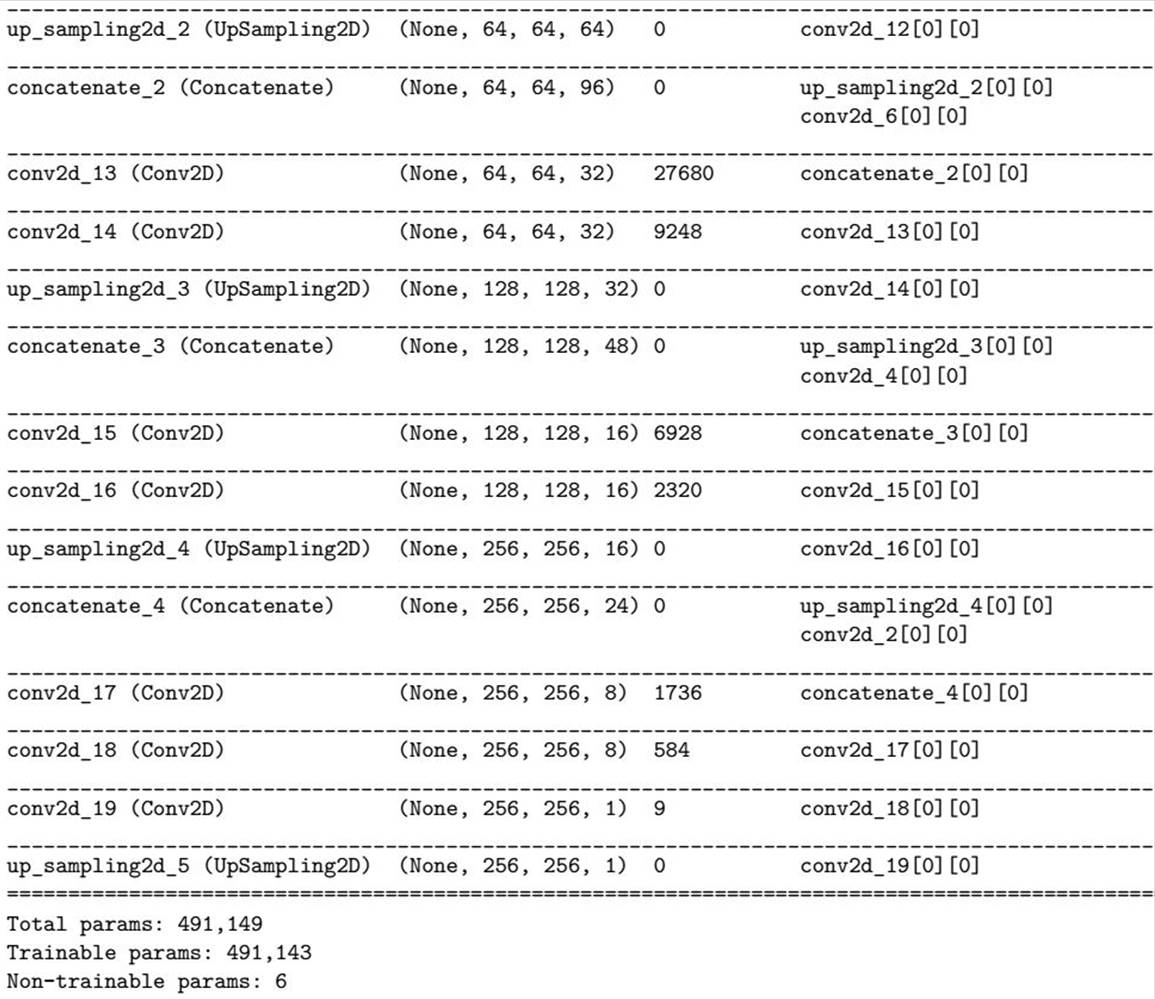 up_sampling2d_2 (UpSampling2D) (None, 64, 64, 64) 0 conv2d_12[0][0]
concatenate_2 (Concatenate) (None, 64, 64, 96) 0 up_sampling2d_2[0][0]
conv2d_6[0][0]
conv2d_13 (Conv2D) (None, 64, 64, 32) 27680 concatenate_2[0][0]
conv2d_14 (Conv2D) (None, 64, 64, 32) 9248 conv2d_13[0][0]
up_sampling2d_3 (UpSampling2D) (None, 128, 128, 32) 0 conv2d_14[0][0]
concatenate_3 (Concatenate) (None, 128, 128, 48) 0 up_sampling2d_3[0][0]
conv2d_4[0][0]
conv2d_15 (Conv2D) (None, 128, 128, 16) 6928 concatenate_3[0][0]
conv2d_16 (Conv2D) (None, 128, 128, 16) 2320 conv2d_15[0][0]
up_sampling2d_4 (UpSampling2D) (None, 256, 256, 16) 0 conv2d_16[0][0]
concatenate_4 (Concatenate) (None, 256, 256, 24) 0 up_sampling2d_4[0][0]
conv2d_2[0][0]
conv2d_17 (Conv2D) (None, 256, 256, 8) 1736 concatenate_4[0][0]
conv2d_18 (Conv2D) (None, 256, 256, 8) 584 conv2d_17[0][0]
conv2d_19 (Conv2D) (None, 256, 256, 1) 9 conv2d_18[0][0]
up_sampling2d_5 (UpSampling2D) (None, 256, 256, 1) 0 conv2d_19[0][0]
Total params: 491,149
Trainable params: 491,143
Non-trainable params: 6